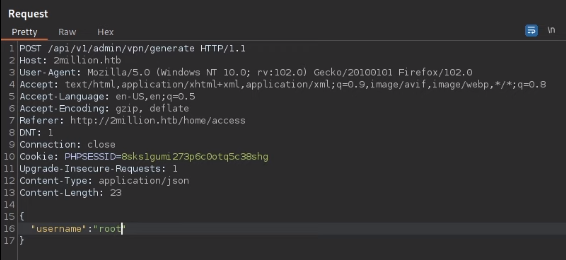 Request
Pretty Raw Hex \n
1 POST /api/v1/admin/vpn/generate HTTP/1.1
2 Host: 2million.htb
3 User-Agent: Mozilla/5.0 (Windows NT 10.0; rv:102.0) Gecko/20100101 Firefox/102.0
4 Accept: text/html,application/xhtml+xml,application/xml;q=0.9,image/avif,image/webp,*/*;q=0.8
5 Accept-Language: en-US,en;q=0.5
6 Accept-Encoding: gzip, deflate
7 Referer: http://2million.htb/home/access
8 DNT: 1
9 Connection: close
10 Cookie: PHPSESSID=8sks1gumi273p6c0otq5c38shg
11 Upgrade-Insecure-Requests: 1
12 Content-Type: application/json
13 Content-Length: 23
14
15 {
16 "username":"root"
17 }